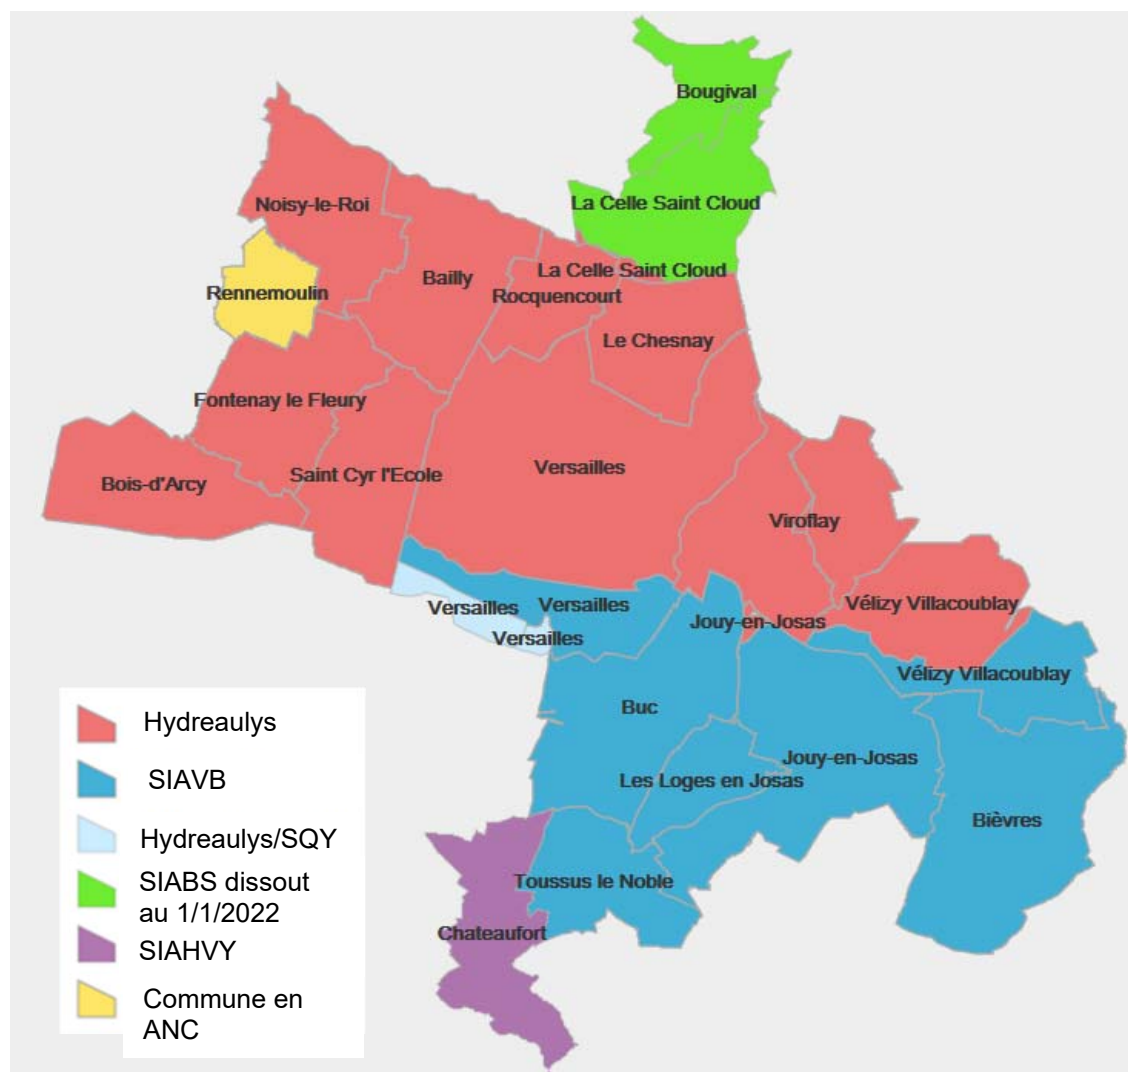 Bougival
La Celle Saint Cloud
Noisy-le-Roi
La Celle Saint Cloud
Bailly
Rennemoulin
Rocquencourt
Le Chesnay
Fontenay le Fleury
Versailles
Saint Cyr l'Ecole
Bois-d'Arcy
Viroflay
Vélizy Villacoublay
Versailles
Versailles
Jouy-en-Josas
Versailles
Vélizy Villacoublay
Buc
Jouy-en-Josas
Les Loges en Josas
Bièvres
Toussus le Noble
Chateaufort
Hydreaulys
SIAVB
Hydreaulys/SQY
SIABS dissout
au 1/1/2022
SIAHVY
Commune en
ANC